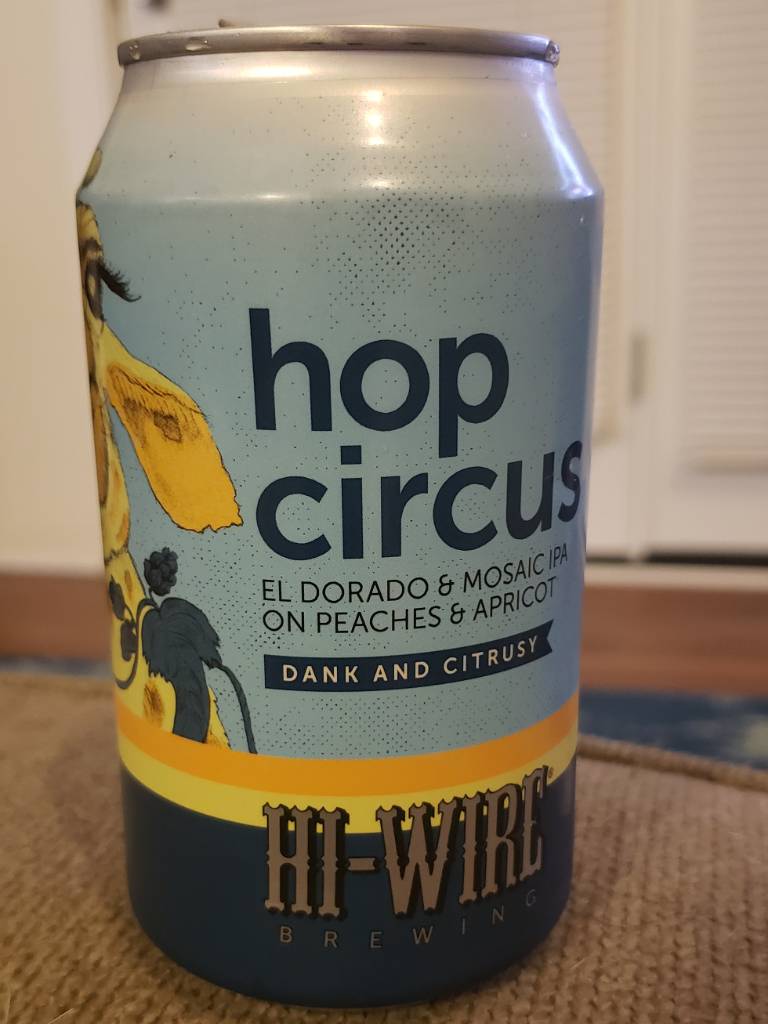 hop
circus
EL DORADO & MOSAIC IPA
ON PEACHES & APRICOT
DANK AND CITRUSY
HI-WIRE®
BREWING